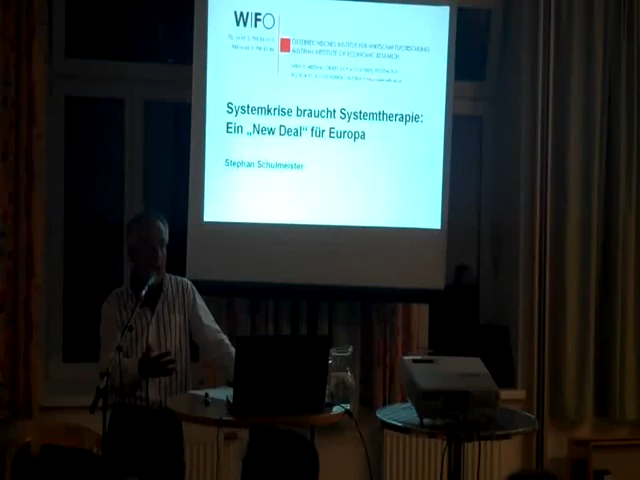 WIFO
ÖSTERREICHISCHES INSTITUT FÜR WIRTSCHAFTSFORSCHUNG
AUSTRIAN INSTITUTE OF ECONOMIC RESEARCH
Systemkrise braucht Systemtherapie:
Ein „New Deal“ für Europa
Stephan Schulmeister